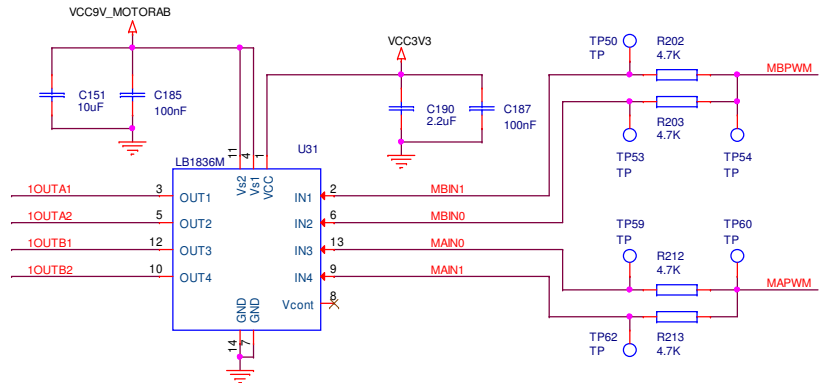 VCC9V_MOTORAB
VCC3V3
TP50
TP
R202
4.7K
MBPWM
C151
10uF
C185
100nF
C190
2.2uF
C187
100nF
R203
4.7K
TP53
TP
TP54
TP
U31
LB1836M
11
4
1
Vs2
Vs1
VCC
1OUTA1
3
OUT1
IN1
2
MBIN1
1OUTA2
5
OUT2
IN2
6
MBIN0
TP59
TP
TP60
TP
1OUTB1
12
OUT3
IN3
13
MAIN0
R212
4.7K
1OUTB2
10
OUT4
IN4
9
MAIN1
MAPWM
Vcont
8
GND
GND
14
7
TP62
TP
R213
4.7K